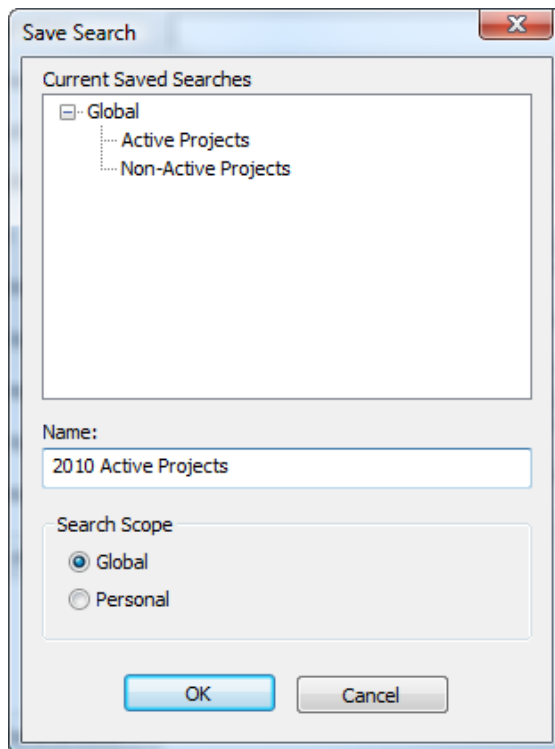 Save Search
Current Saved Searches
Global
Active Projects
Non-Active Projects
Name:
2010 Active Projects
Search Scope
Global
Personal
OK
Cancel